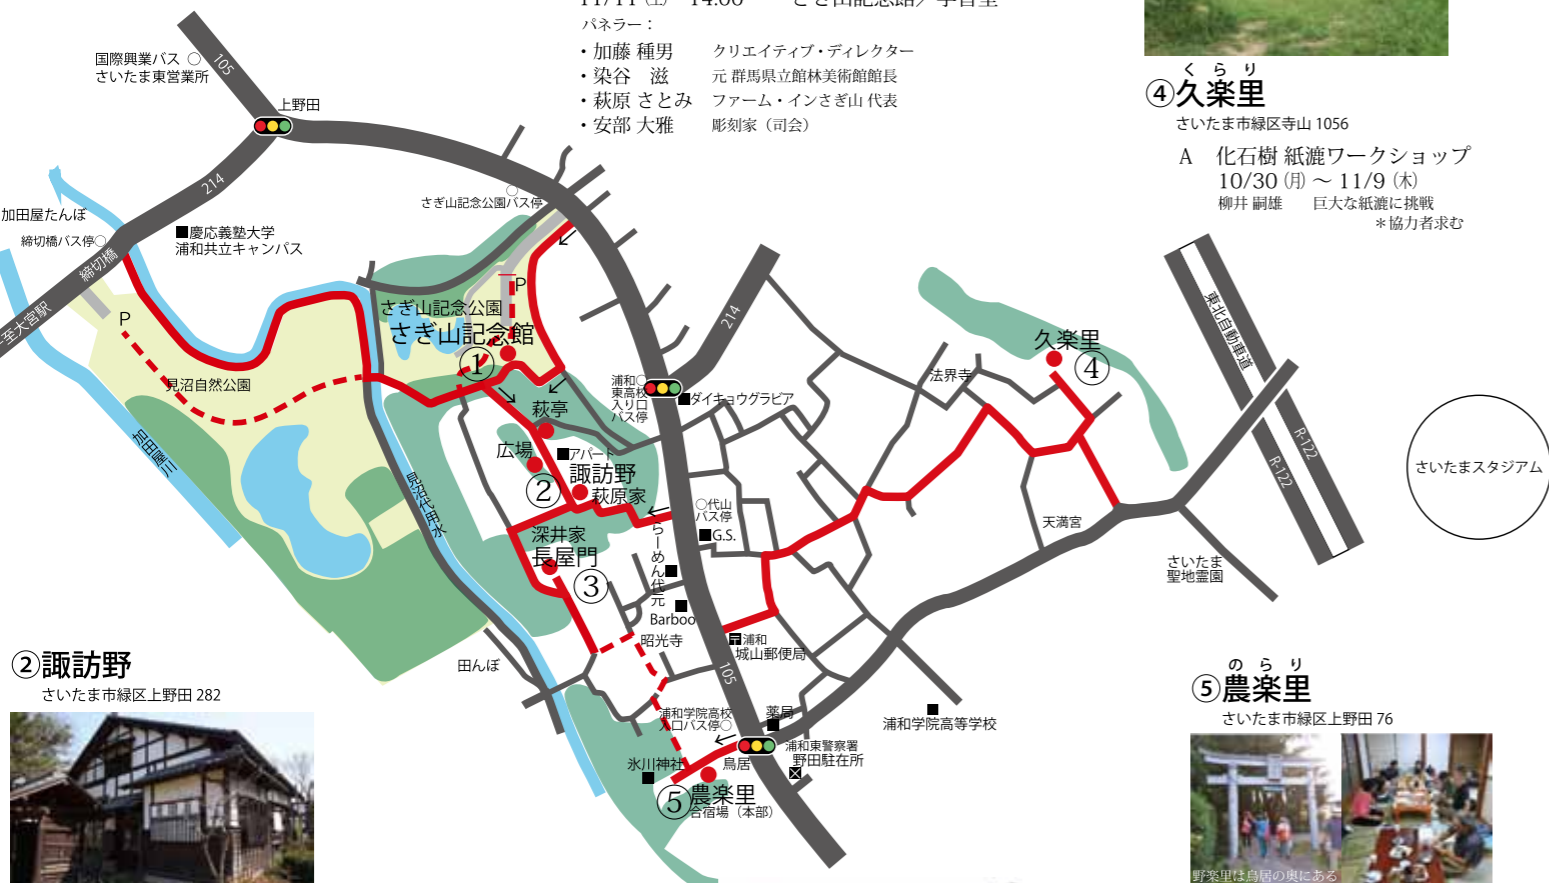 パネラー：
・加藤 種男　クリエイティブ・ディレクター
・染谷　滋　元 群馬県立館林美術館館長
・萩原 さとみ　ファーム・インさぎ山 代表
・安部 大雅　彫刻家（司会）
くらり
④久楽里
さいたま市緑区寺山 1056
A　化石樹 紙漉ワークショップ
10/30 ㈪ ～ 11/9 ㈭
柳井 嗣雄　巨大な紙漉に挑戦
＊協力者求む
国際興業バス ○
さいたま東営業所
105
上野田
214
加田屋たんぼ
締切橋バス停○
締切橋
至大宮駅
■慶応義塾大学
浦和共立キャンパス
○
さぎ山記念公園バス停
P
さぎ山記念公園
さぎ山記念館
①
P
見沼自然公園
加田屋川
見沼代用水
萩亭
広場
■アパート
②
諏訪野
萩原家
深井家
長屋門
③
浦和○
東高校
入り口
バス停
■ダイキョウグラビア
214
○代山
バス停
■G.S.
らーめん代元
Barboo
昭光寺
田んぼ
浦和
城山郵便局
105
浦和学院高校
入口バス停○
薬局
鳥居
浦和東警察署
野田駐在所
氷川神社
⑤農楽里
合宿場（本部）
浦和学院高等学校
法界寺
久楽里
④
天満宮
東北自動車道
R-122
R-122
さいたま
聖地霊園
さいたまスタジアム
②諏訪野
さいたま市緑区上野田 282
のらり
⑤農楽里
さいたま市緑区上野田 76
野楽里は鳥居の奥にある